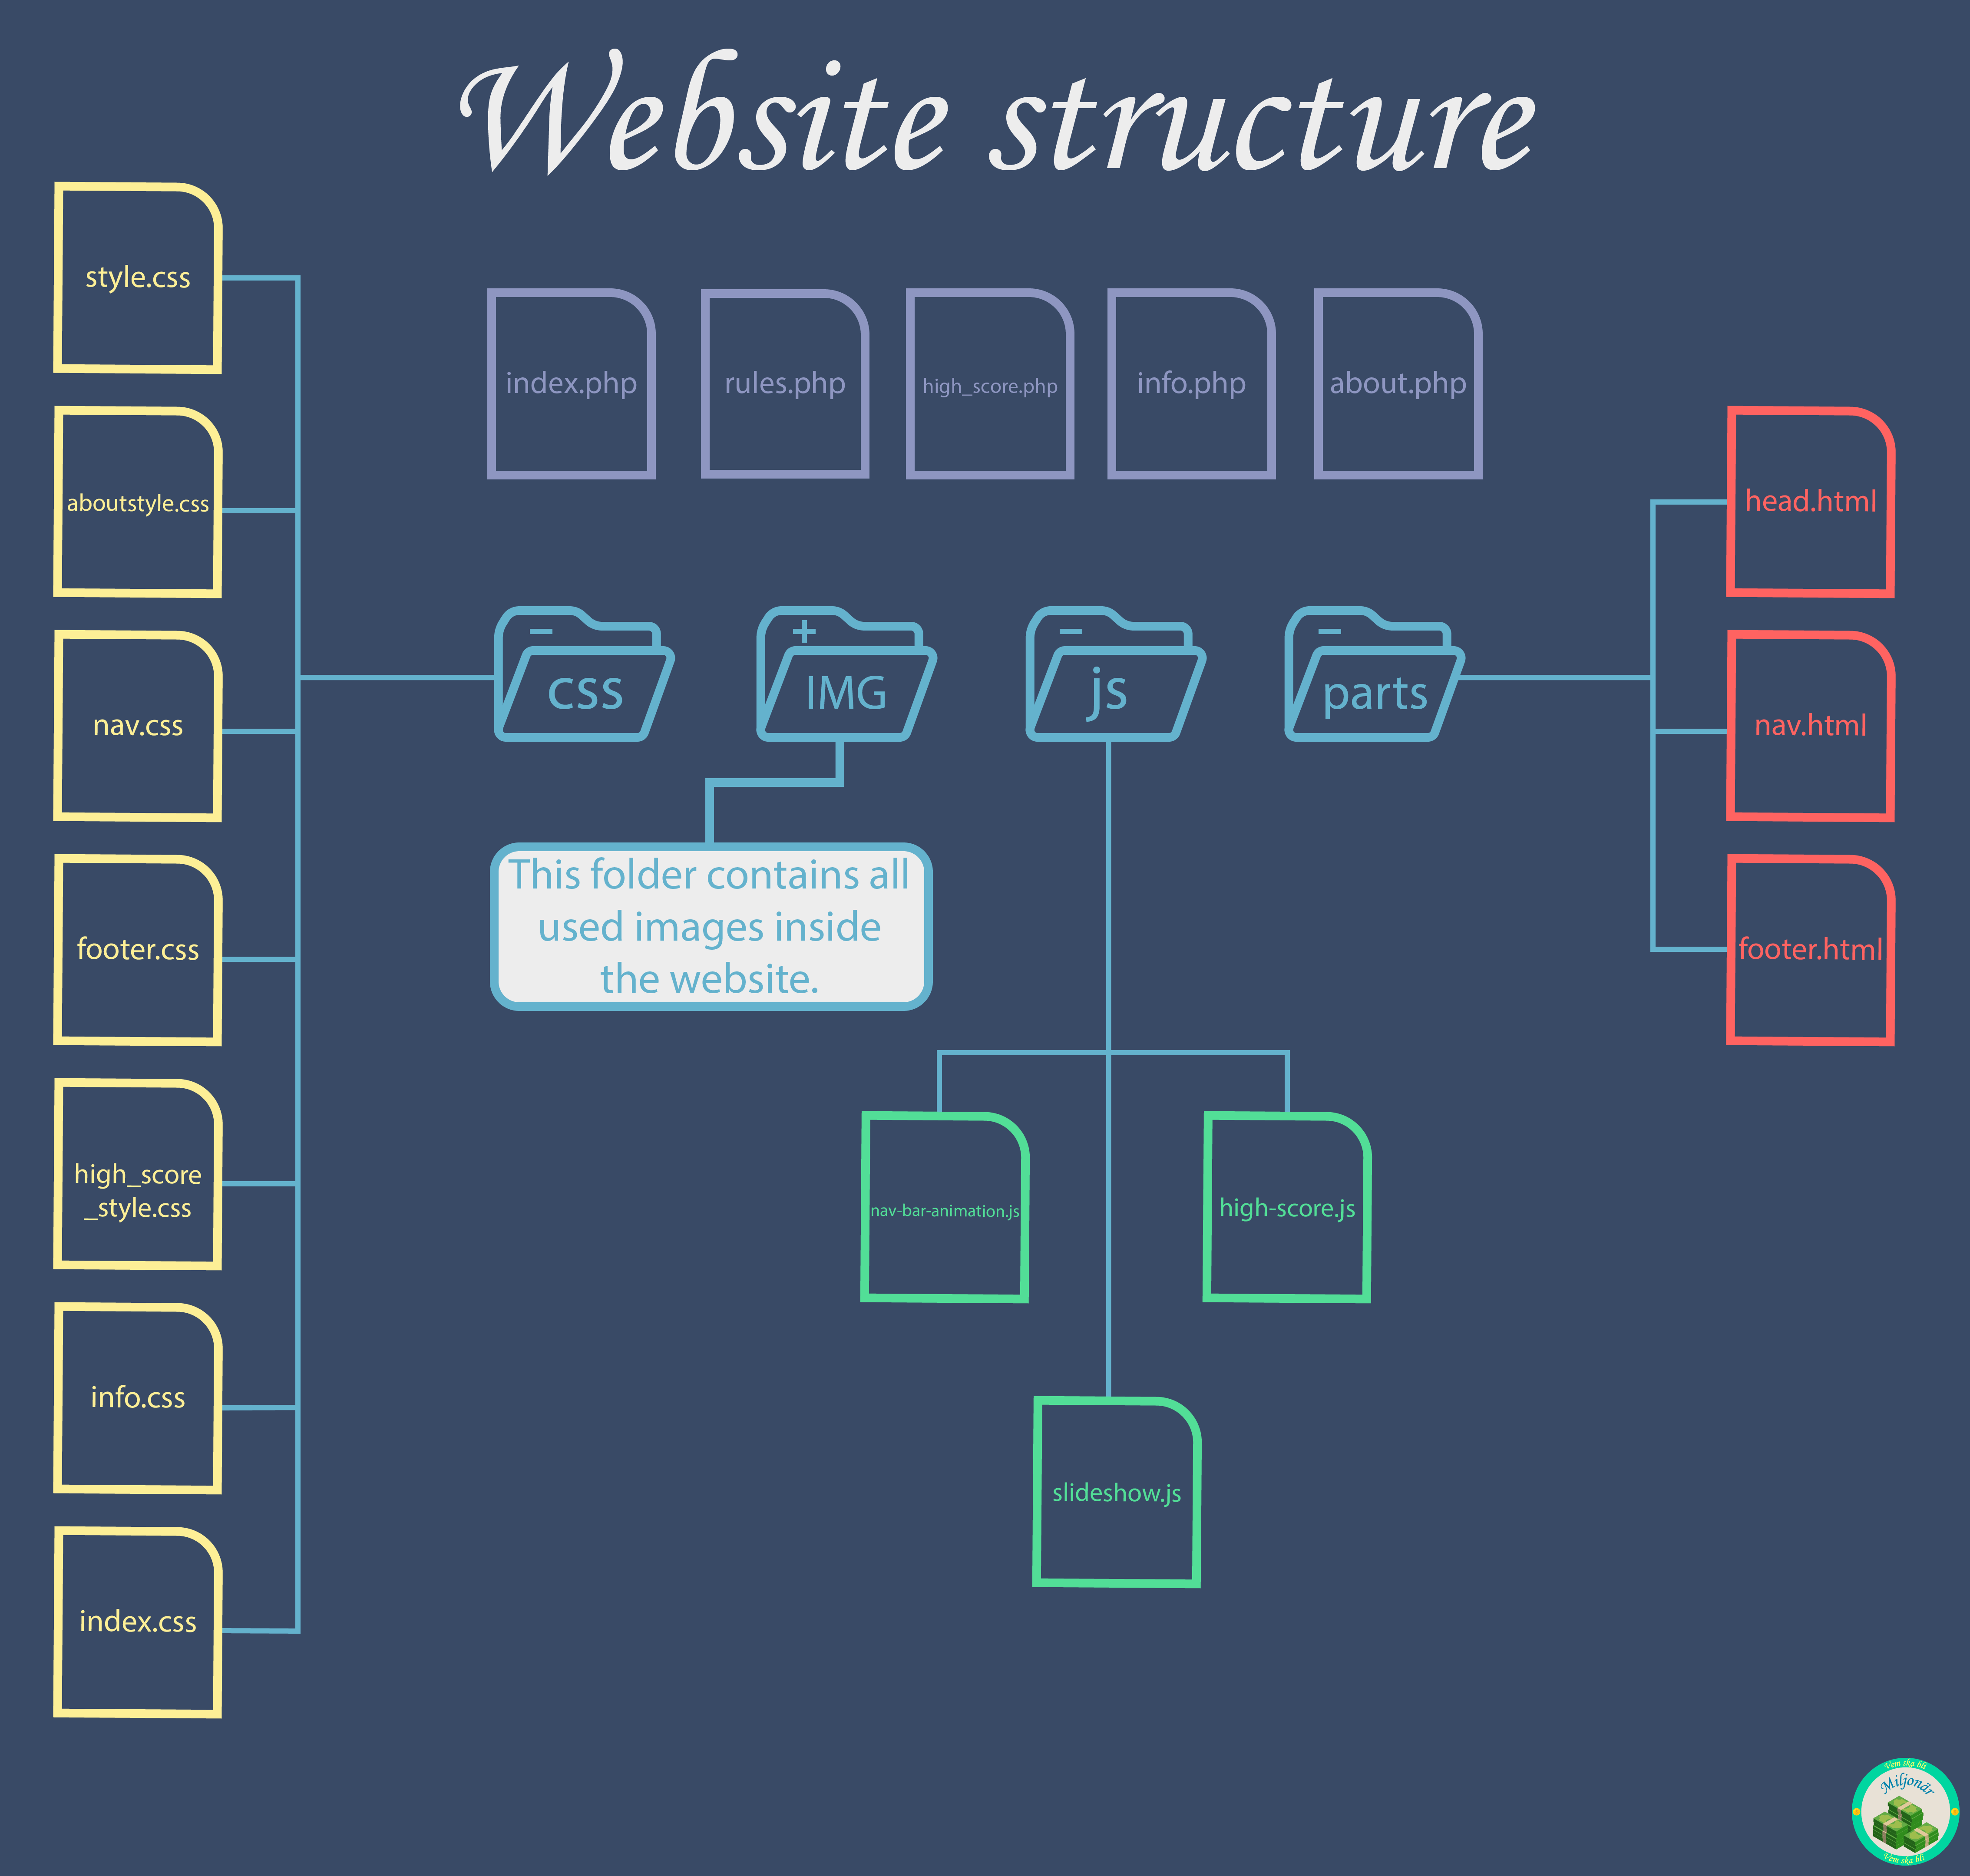 Website structure
style.css
aboutstyle.css
nav.css
footer.css
high_score
_style.css
info.css
index.css
index.php
rules.php
high_score.php
info.php
about.php
css
IMG
js
parts
This folder contains all
used images inside
the website.
nav-bar-animation.js
high-score.js
slideshow.js
head.html
nav.html
footer.html
Vem ska bli
Miljonär
Vem ska bli